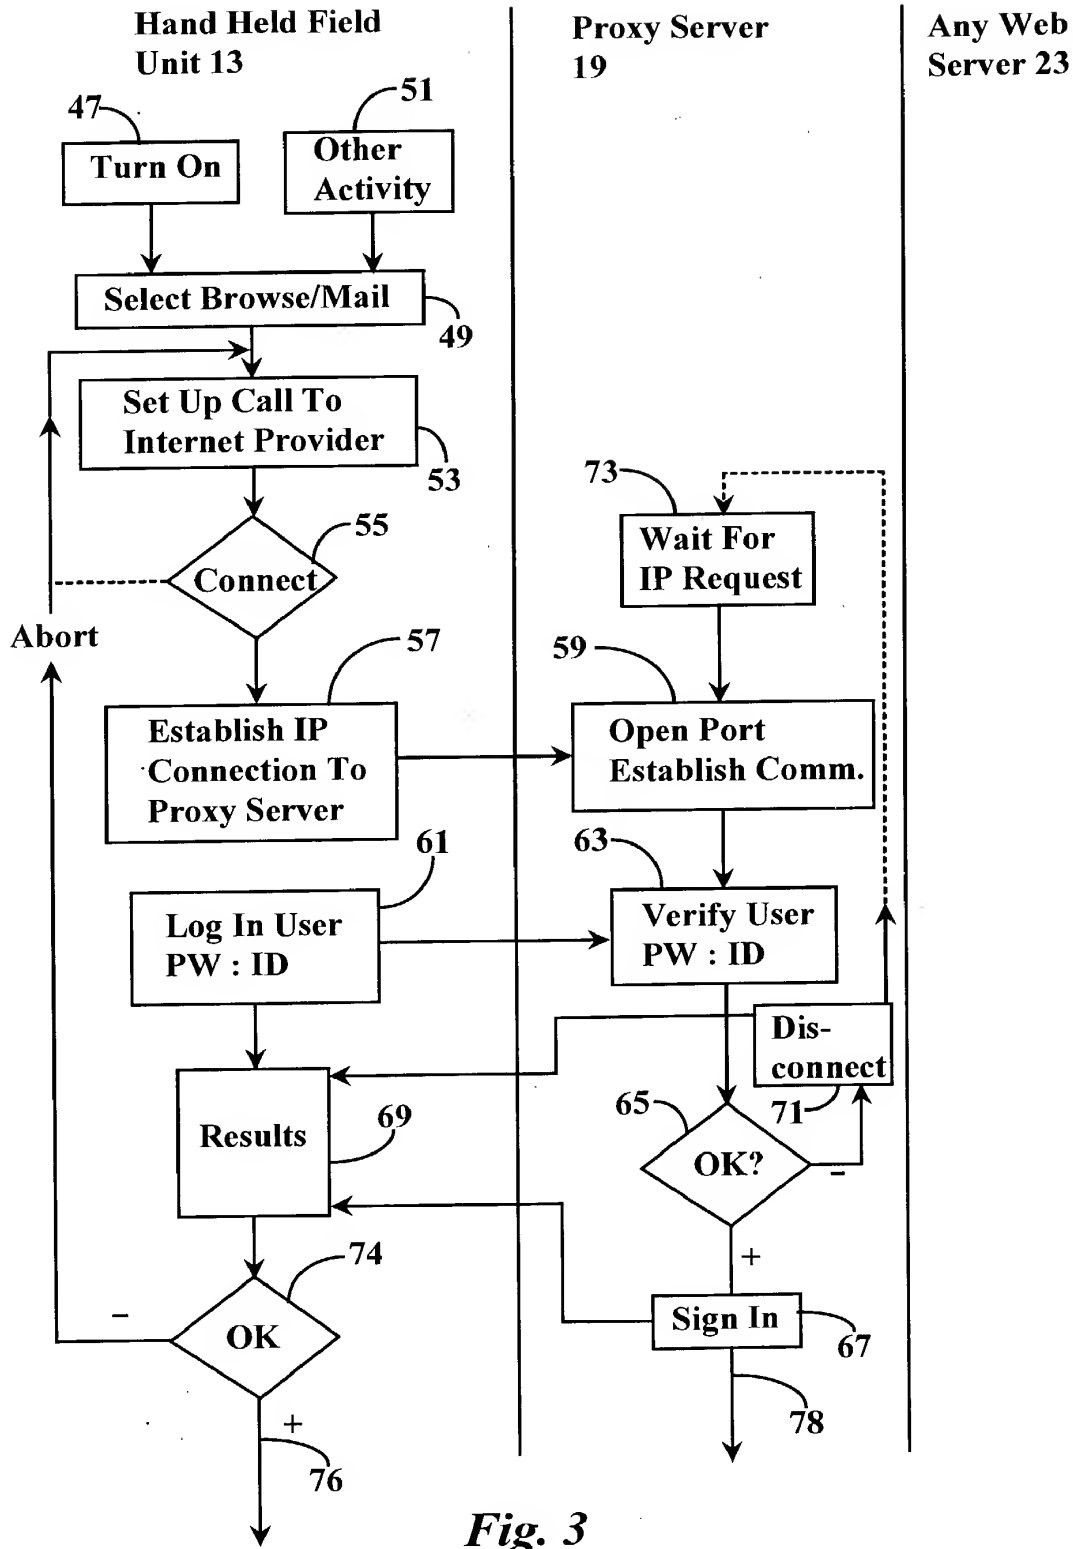 Hand Held Field
Unit 13
Proxy Server
19
Any Web
Server 23
47
51
Turn On
Other
Activity
Select Browse/Mail
49
Set Up Call To
Internet Provider
53
73
Wait For
IP Request
55
Connect
Abort
57
59
Establish IP
Connection To
Proxy Server
Open Port
Establish Comm.
61
63
Log In User
PW : ID
Verify User
PW : ID
Dis-
connect
71
65
Results
69
OK?
–
+
74
–
OK
Sign In
67
+
76
78
Fig. 3